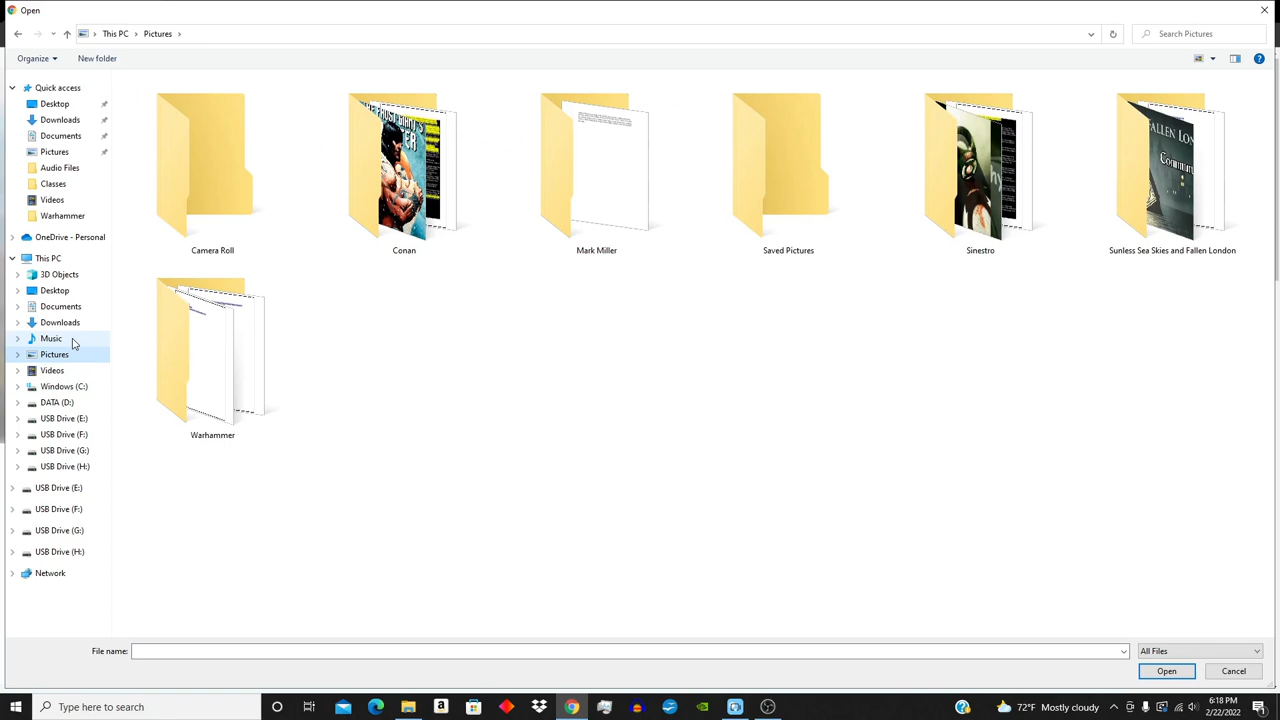 Open
This PC
Pictures
Search Pictures
Organize
New folder
Quick access
Desktop
Downloads
Documents
Pictures
Audio Files
Classes
Videos
Warhammer
OneDrive - Personal
This PC
3D Objects
Desktop
Documents
Downloads
Music
Pictures
Videos
Windows (C:)
DATA (D:)
USB Drive (E:)
USB Drive (F:)
USB Drive (G:)
USB Drive (H:)
USB Drive (E:)
USB Drive (F:)
USB Drive (G:)
USB Drive (H:)
Network
Camera Roll
Conan
Mark Miller
Saved Pictures
FALLEN LON
Commun
Sinestro
Sunless Sea Skies and Fallen London
Warhammer
File name:
All Files
Open
Cancel
Type here to search
72°F Mostly cloudy
6:18 PM
2/22/2022